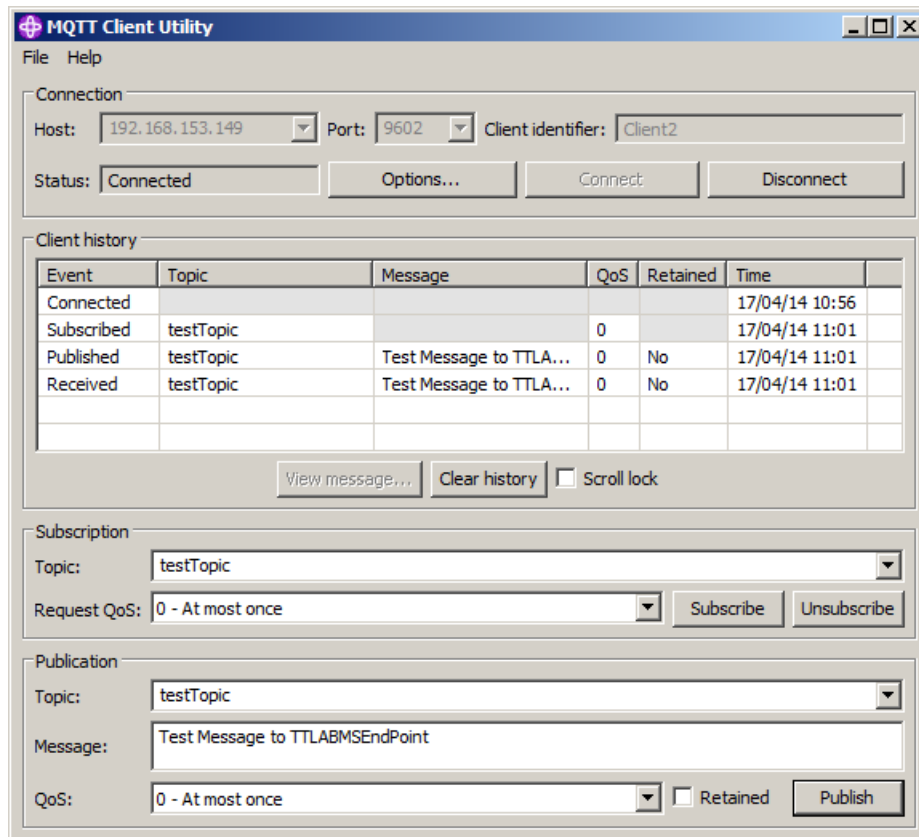 MQTT Client Utility
File Help
Connection
Host: 192.168.153.149 Port: 9602 Client identifier: Client2
Status: Connected Options... Connect Disconnect
Client history
Event Topic Message QoS Retained Time
Connected 17/04/14 10:56
Subscribed testTopic 0 17/04/14 11:01
Published testTopic Test Message to TTLA... 0 No 17/04/14 11:01
Received testTopic Test Message to TTLA... 0 No 17/04/14 11:01
View message... Clear history Scroll lock
Subscription
Topic: testTopic
Request QoS: 0 - At most once Subscribe Unsubscribe
Publication
Topic: testTopic
Message: Test Message to TTLABMSEndPoint
QoS: 0 - At most once Retained Publish